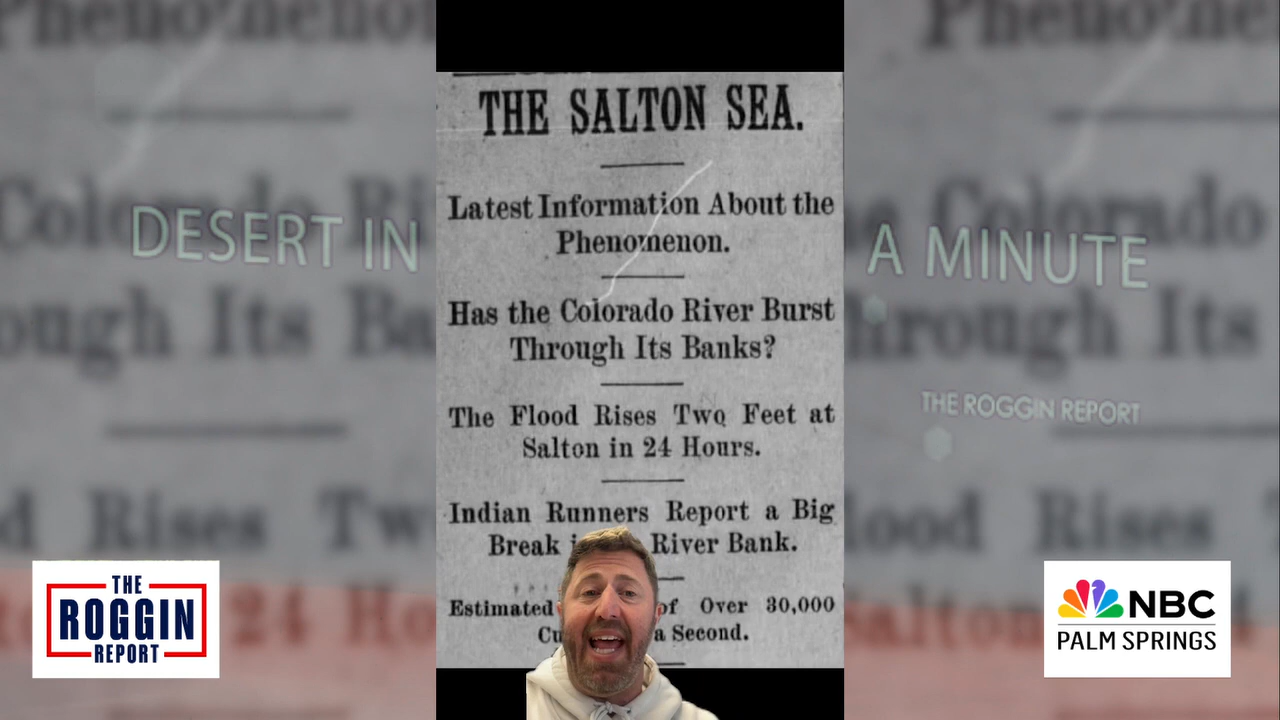 THE SALTON SEA.
Latest Information About the
Phenomenon.
Has the Colorado River Burst
Through Its Banks?
The Flood Rises Two Feet at
Salton in 24 Hours.
Indian Runners Report a Big
Break River Bank.
Estimated of Over 30,000
a Second.
DESERT IN A MINUTE
THE ROGGIN REPORT
THE
ROGGIN
REPORT
NBC
PALM SPRINGS